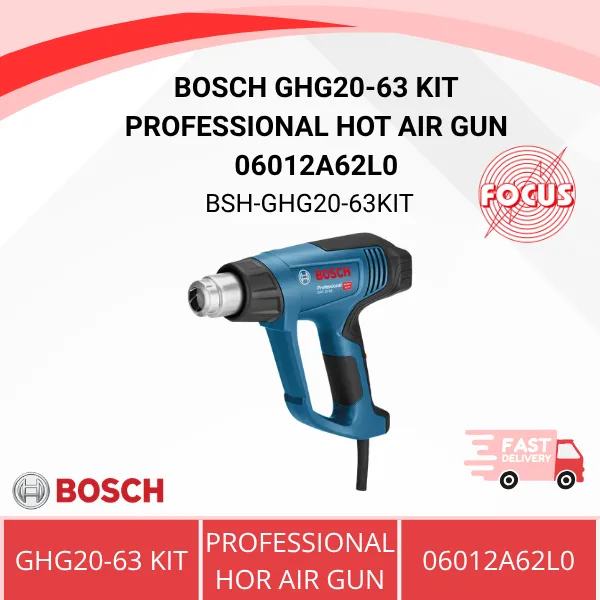 BOSCH GHG20-63 KIT
PROFESSIONAL HOT AIR GUN
06012A62L0
BSH-GHG20-63KIT
FOCUS
BOSCH
Professional
FAST
DELIVERY
BOSCH
GHG20-63 KIT
PROFESSIONAL
HOR AIR GUN
06012A62L0